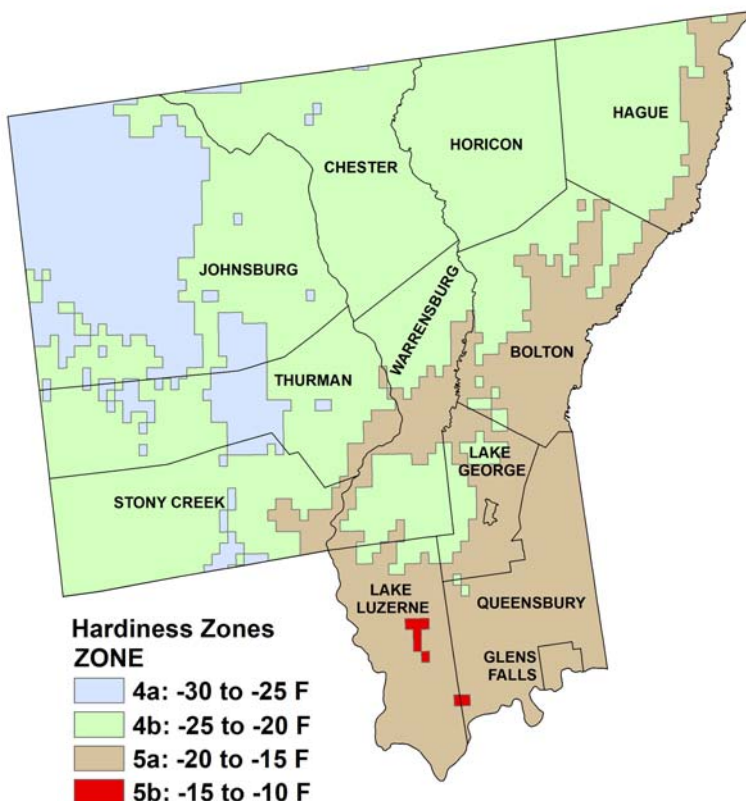 HAGUE
HORICON
CHESTER
JOHNSBURG
WARRENSBURG
BOLTON
THURMAN
LAKE
GEORGE
STONY CREEK
LAKE
LUZERNE
QUEENSBURY
GLENS
FALLS
Hardiness Zones
ZONE
4a: -30 to -25 F
4b: -25 to -20 F
5a: -20 to -15 F
5b: -15 to -10 F